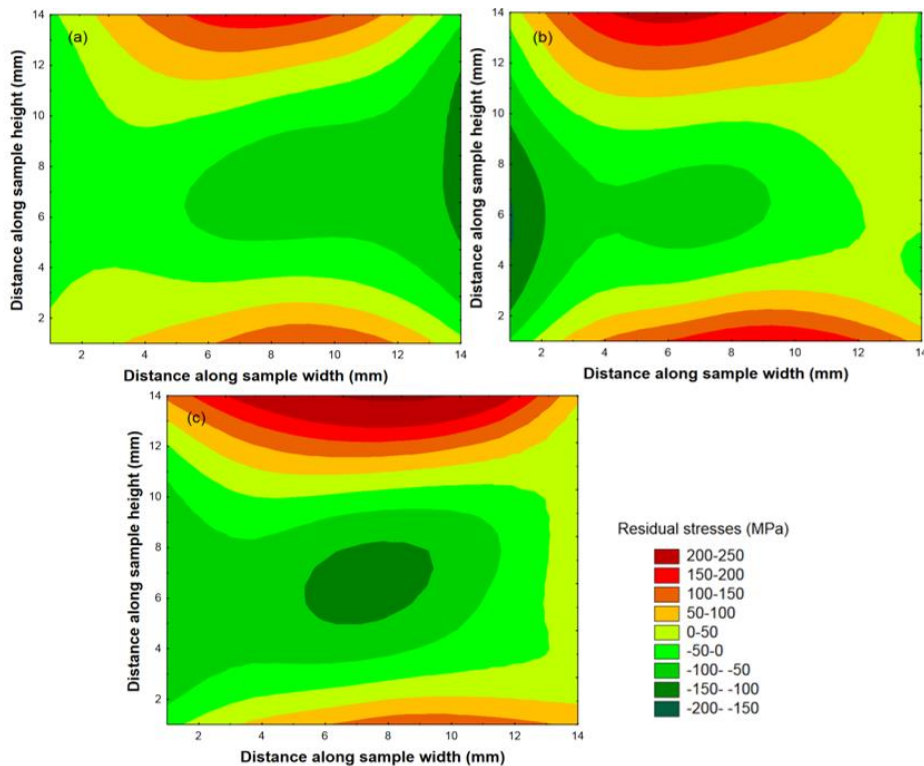 (a)
14
12
10
8
6
4
2
Distance along sample height (mm)
2 4 6 8 10 12 14
Distance along sample width (mm)
(b)
14
12
10
8
6
4
2
Distance along sample height (mm)
2 4 6 8 10 12 14
Distance along sample width (mm)
(c)
14
12
10
8
6
4
2
Distance along sample height (mm)
2 4 6 8 10 12 14
Distance along sample width (mm)
Residual stresses (MPa)
200-250
150-200
100-150
50-100
0-50
-50-0
-100- -50
-150- -100
-200- -150